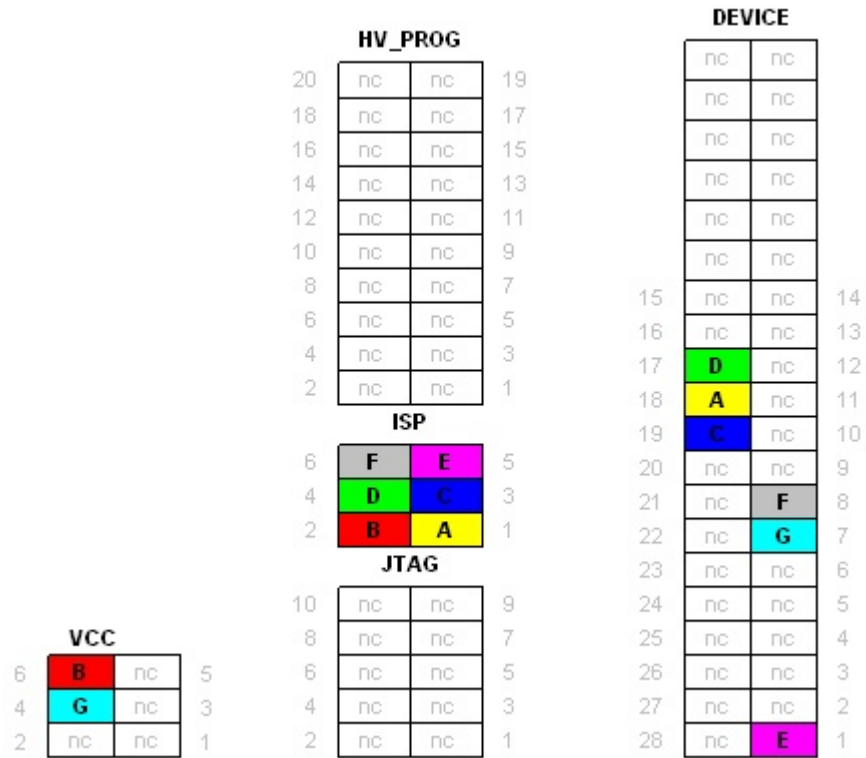 HV_PROG
20 nc nc 19
18 nc nc 17
16 nc nc 15
14 nc nc 13
12 nc nc 11
10 nc nc 9
8 nc nc 7
6 nc nc 5
4 nc nc 3
2 nc nc 1
ISP
6 F E 5
4 D C 3
2 B A 1
JTAG
10 nc nc 9
8 nc nc 7
6 nc nc 5
4 nc nc 3
2 nc nc 1
VCC
6 B nc 5
4 G nc 3
2 nc nc 1
DEVICE
nc nc
nc nc
nc nc
nc nc
nc nc
nc nc
15 nc nc 14
16 nc nc 13
17 D nc 12
18 A nc 11
19 C nc 10
20 nc nc 9
21 nc F 8
22 nc G 7
23 nc nc 6
24 nc nc 5
25 nc nc 4
26 nc nc 3
27 nc nc 2
28 nc E 1